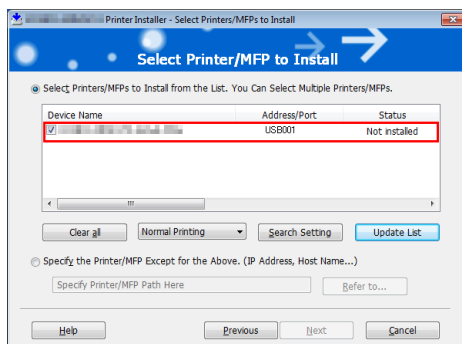 Printer Installer - Select Printers/MFPs to Install
Select Printer/MFP to Install
Select Printers/MFPs to Install from the List. You Can Select Multiple Printers/MFPs.
Device Name Address/Port Status
USB001 Not installed
Clear all Normal Printing Search Setting Update List
Specify the Printer/MFP Except for the Above. (IP Address, Host Name...)
Specify Printer/MFP Path Here Refer to...
Help Previous Next Cancel